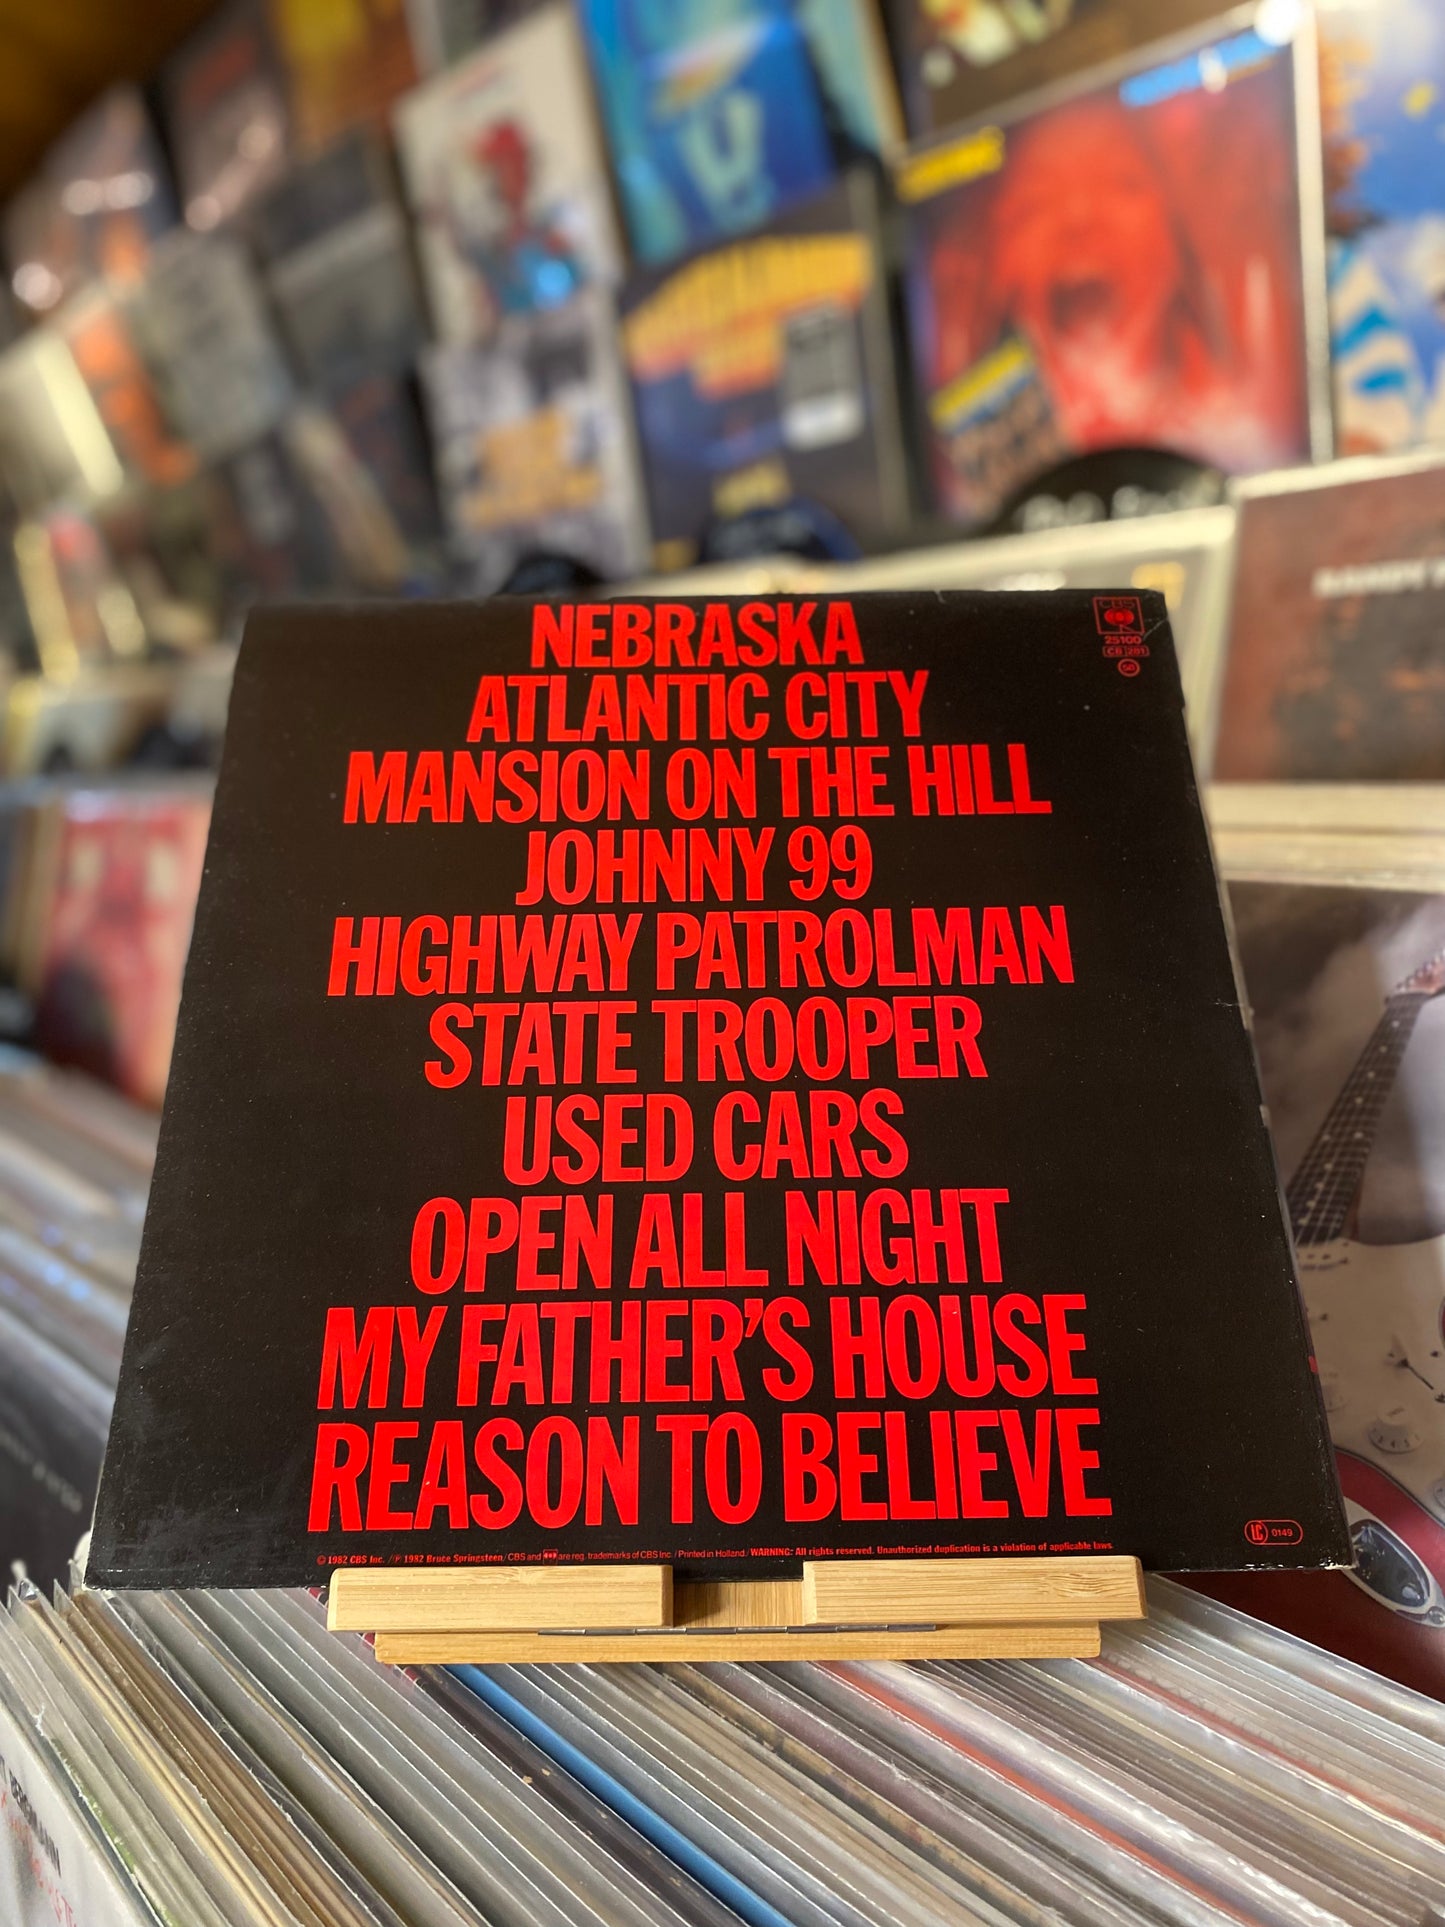 NEBRASKA
ATLANTIC CITY
MANSION ON THE HILL
JOHNNY 99
HIGHWAY PATROLMAN
STATE TROOPER
USED CARS
OPEN ALL NIGHT
MY FATHER'S HOUSE
REASON TO BELIEVE
CBS
25100
CB 281
LC 0149
© 1982 CBS Inc. / ℗ 1982 Bruce Springsteen / CBS and are reg. trademarks of CBS Inc. / Printed in Holland / WARNING: All rights reserved. Unauthorized duplication is a violation of applicable laws